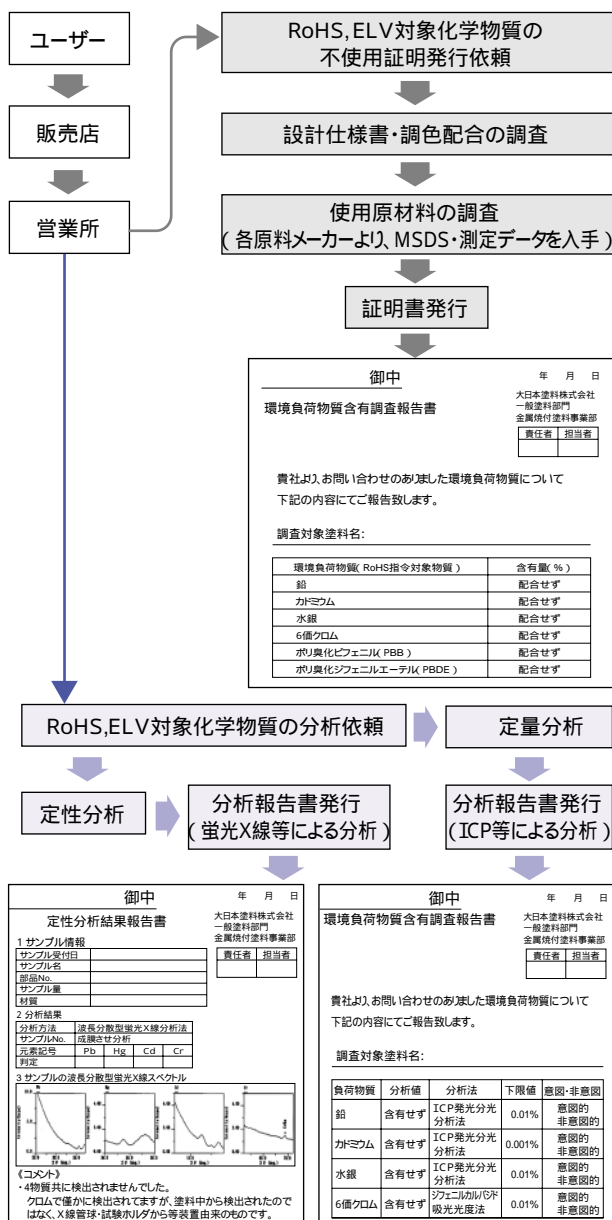 ユーザー
販売店
営業所
RoHS,ELV対象化学物質の
不使用証明発行依頼
設計仕様書・調色配合の調査
使用原材料の調査
(各原料メーカーより、MSDS・測定データを入手)
証明書発行
御中
年 月 日
環境負荷物質含有調査報告書
大日本塗料株式会社
一般塗料部門
金属焼付塗料事業部
責任者 担当者
貴社より、お問い合わせのありました環境負荷物質について
下記の内容にてご報告致します。
調査対象塗料名:
環境負荷物質(RoHS指令対象物質) 含有量(%)
鉛 配合せず
カドミウム 配合せず
水銀 配合せず
6価クロム 配合せず
ポリ臭化ビフェニル(PBB) 配合せず
ポリ臭化ジフェニルエーテル(PBDE) 配合せず
RoHS,ELV対象化学物質の分析依頼
定量分析
定性分析
分析報告書発行
(蛍光X線等による分析)
分析報告書発行
(ICP等による分析)
御中
年 月 日
定性分析結果報告書
大日本塗料株式会社
一般塗料部門
金属焼付塗料事業部
責任者 担当者
1 サンプル情報
サンプル受付日
サンプル名
部品No.
サンプル量
材質
2 分析結果
分析方法 波長分散型蛍光X線分析法
サンプルNo. 成膜させ分析
元素記号 Pb Hg Cd Cr
判定
3 サンプルの波長分散型蛍光X線スペクトル
《コメント》
・4物質共に検出されませんでした。
クロムで僅かに検出されてますが、塗料中から検出されたので
はなく、X線管球・試験ホルダから等装置由来のものです。
御中
年 月 日
環境負荷物質含有調査報告書
大日本塗料株式会社
一般塗料部門
金属焼付塗料事業部
責任者 担当者
貴社より、お問い合わせのありました環境負荷物質について
下記の内容にてご報告致します。
調査対象塗料名:
負荷物質 分析値 分析法 下限値 意図・非意図
鉛 含有せず ICP発光分光分析法 0.01% 意図的 非意図的
カドミウム 含有せず ICP発光分光分析法 0.001% 意図的 非意図的
水銀 含有せず ICP発光分光分析法 0.01% 意図的 非意図的
6価クロム 含有せず ジフェニルカルバジド吸光光度法 0.01% 意図的 非意図的